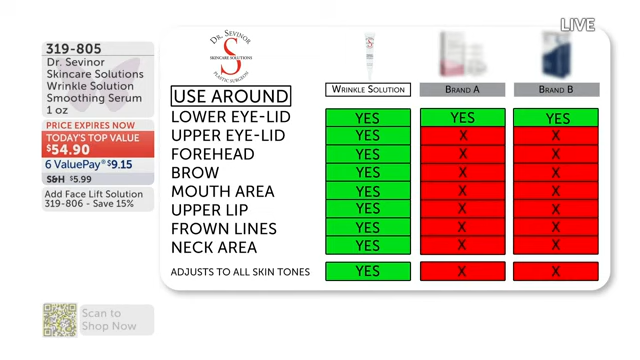 LIVE
319-805
Dr. Sevinor
Skincare Solutions
Wrinkle Solution
Smoothing Serum
1 oz
PRICE EXPIRES NOW
TODAY'S TOP VALUE
$54.90
6 ValuePay® $9.15
S&H $5.99
Add Face Lift Solution
319-806 - Save 15%
Scan to
Shop Now
DR. SEVINOR
S
SKINCARE SOLUTIONS
PLASTIC SURGEON
USE AROUND WRINKLE SOLUTION BRAND A BRAND B
LOWER EYE-LID YES YES YES
UPPER EYE-LID YES X X
FOREHEAD YES X X
BROW YES X X
MOUTH AREA YES X X
UPPER LIP YES X X
FROWN LINES YES X X
NECK AREA YES X X
ADJUSTS TO ALL SKIN TONES YES X X